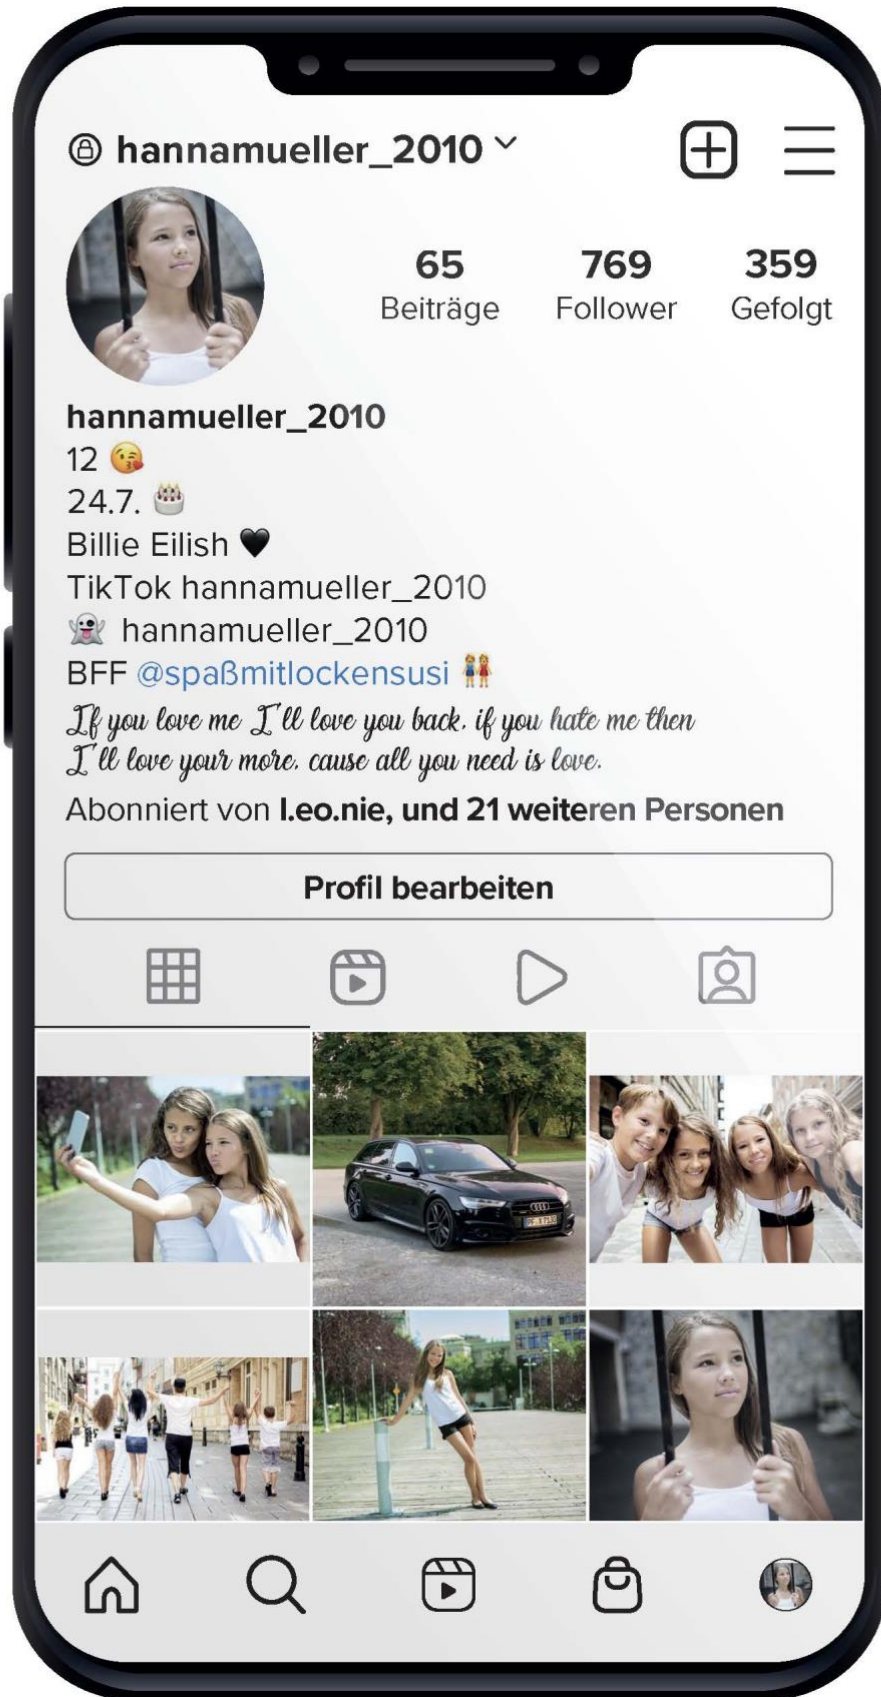 hannamueller_2010
65 769 359
Beiträge Follower Gefolgt
hannamueller_2010
12 😘
24.7. 🎂
Billie Eilish 🖤
TikTok hannamueller_2010
👻 hannamueller_2010
BFF @spaßmitlockensusi 👭
If you love me I'll love you back. if you hate me then
I'll love your more. cause all you need is love.
Abonniert von l.eo.nie, und 21 weiteren Personen
Profil bearbeiten